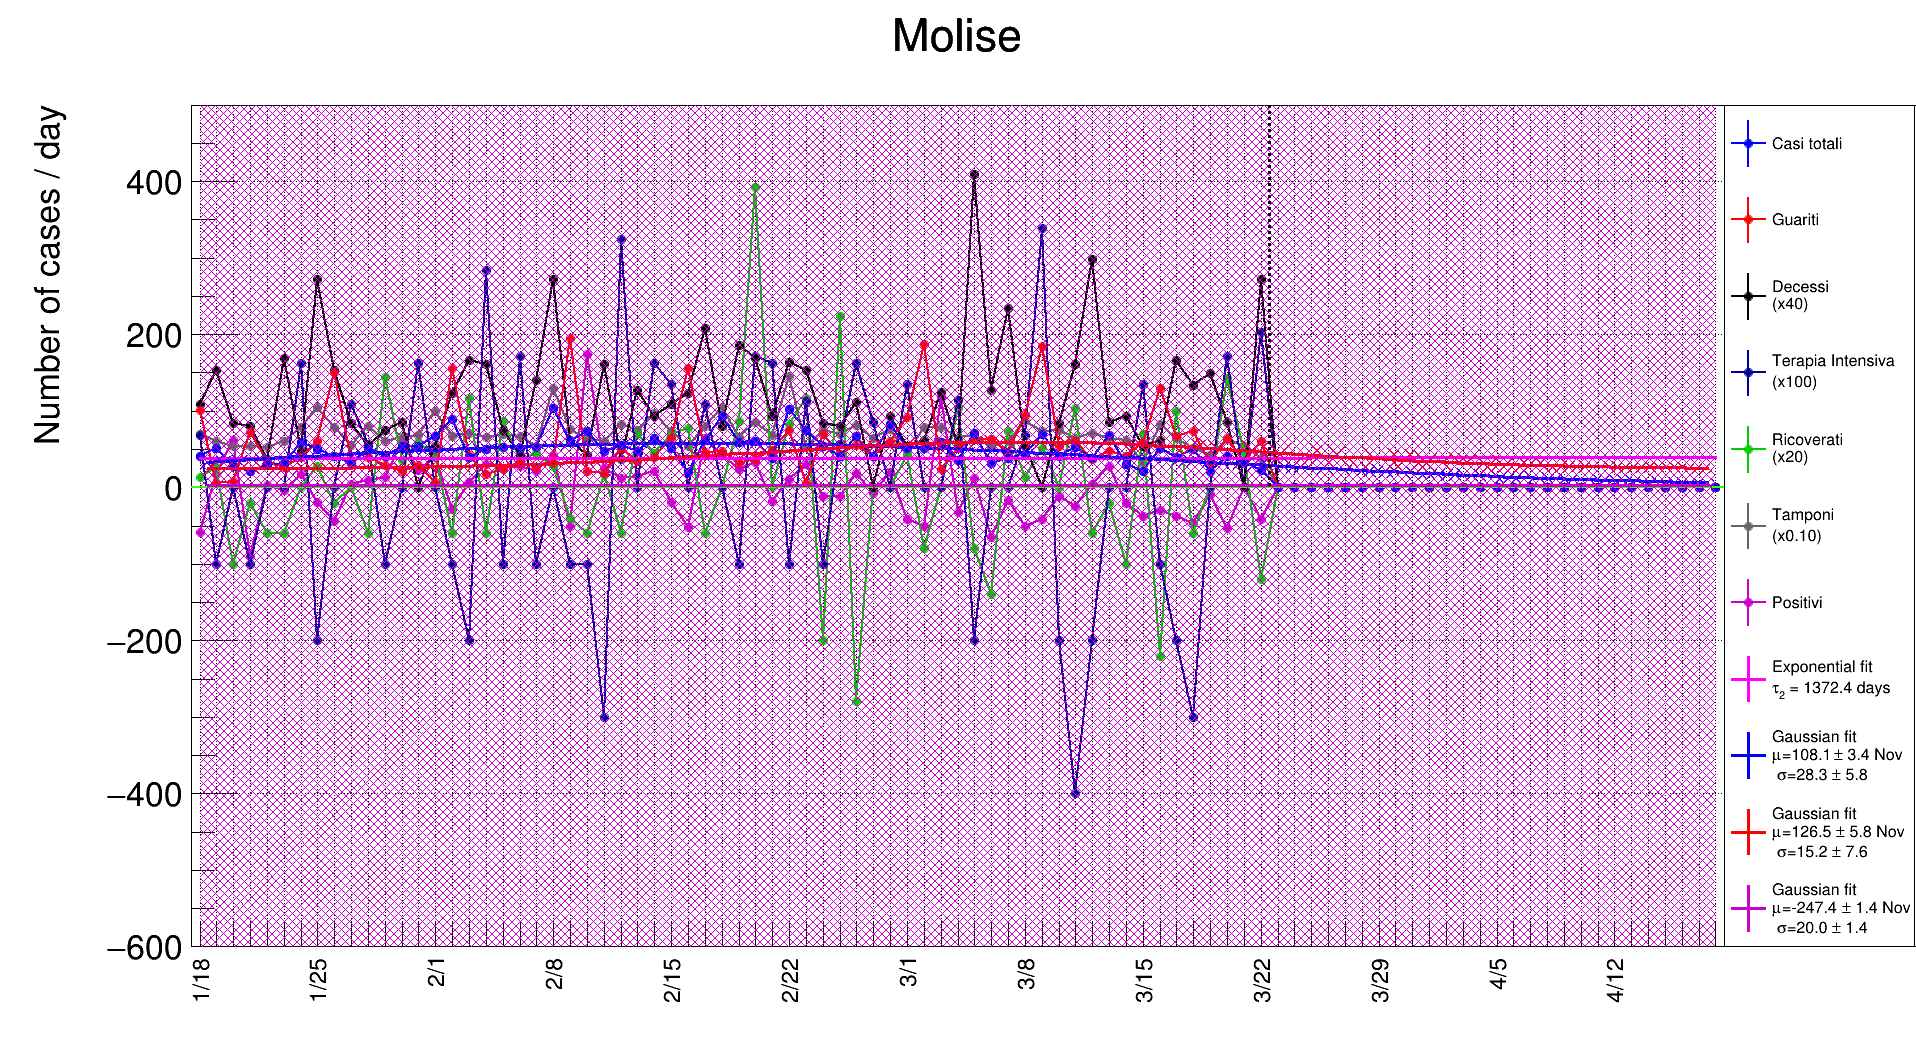 Molise
Number of cases / day
400
200
0
−200
−400
−600
1/18
1/25
2/1
2/8
2/15
2/22
3/1
3/8
3/15
3/22
3/29
4/5
4/12
Casi totali
Guariti
Decessi
(x40)
Terapia Intensiva
(x100)
Ricoverati
(x20)
Tamponi
(x0.10)
Positivi
Exponential fit
τ2 = 1372.4 days
Gaussian fit
μ=108.1 ± 3.4 Nov
σ=28.3 ± 5.8
Gaussian fit
μ=126.5 ± 5.8 Nov
σ=15.2 ± 7.6
Gaussian fit
μ=-247.4 ± 1.4 Nov
σ=20.0 ± 1.4